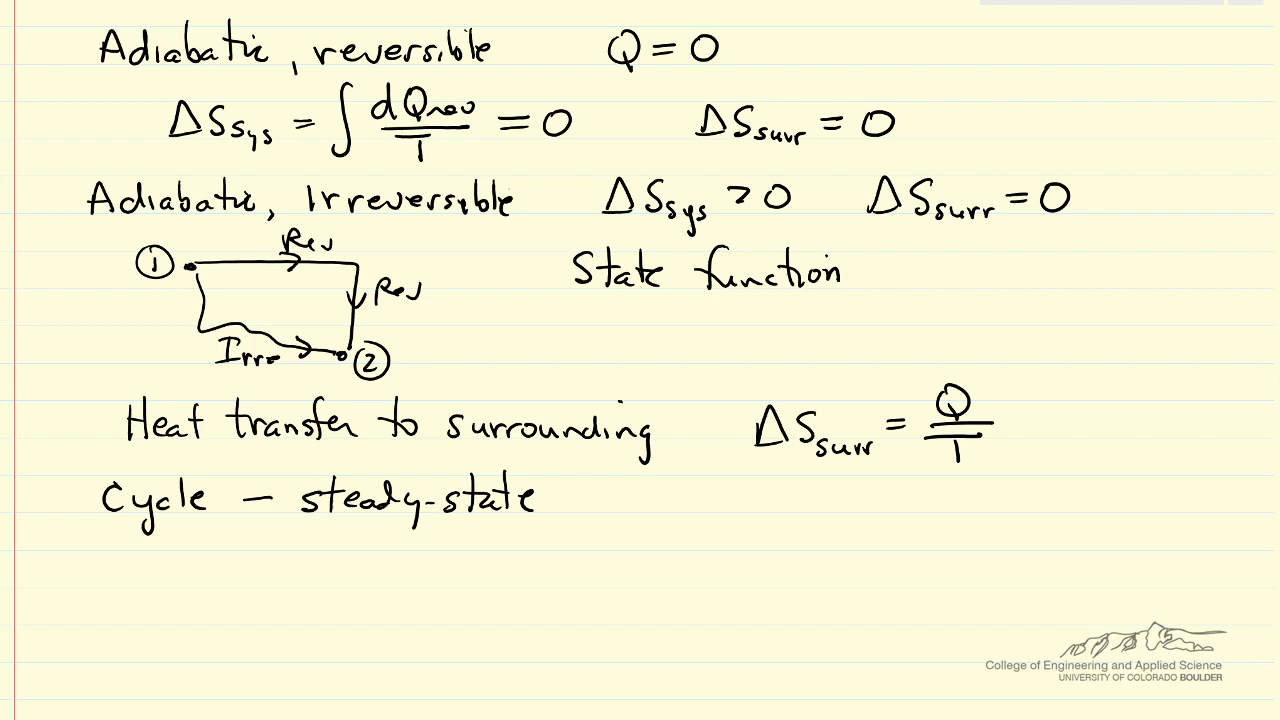 Adiabatic, reversible Q = 0
ΔSsys = ∫ dQrev/T = 0 ΔSsurr = 0
Adiabatic, Irreversible ΔSsys > 0 ΔSsurr = 0
① Rev State function
Rev
Irre ②
Heat transfer to surrounding ΔSsurr = Q/T
Cycle – steady-state
College of Engineering and Applied Science
UNIVERSITY OF COLORADO BOULDER